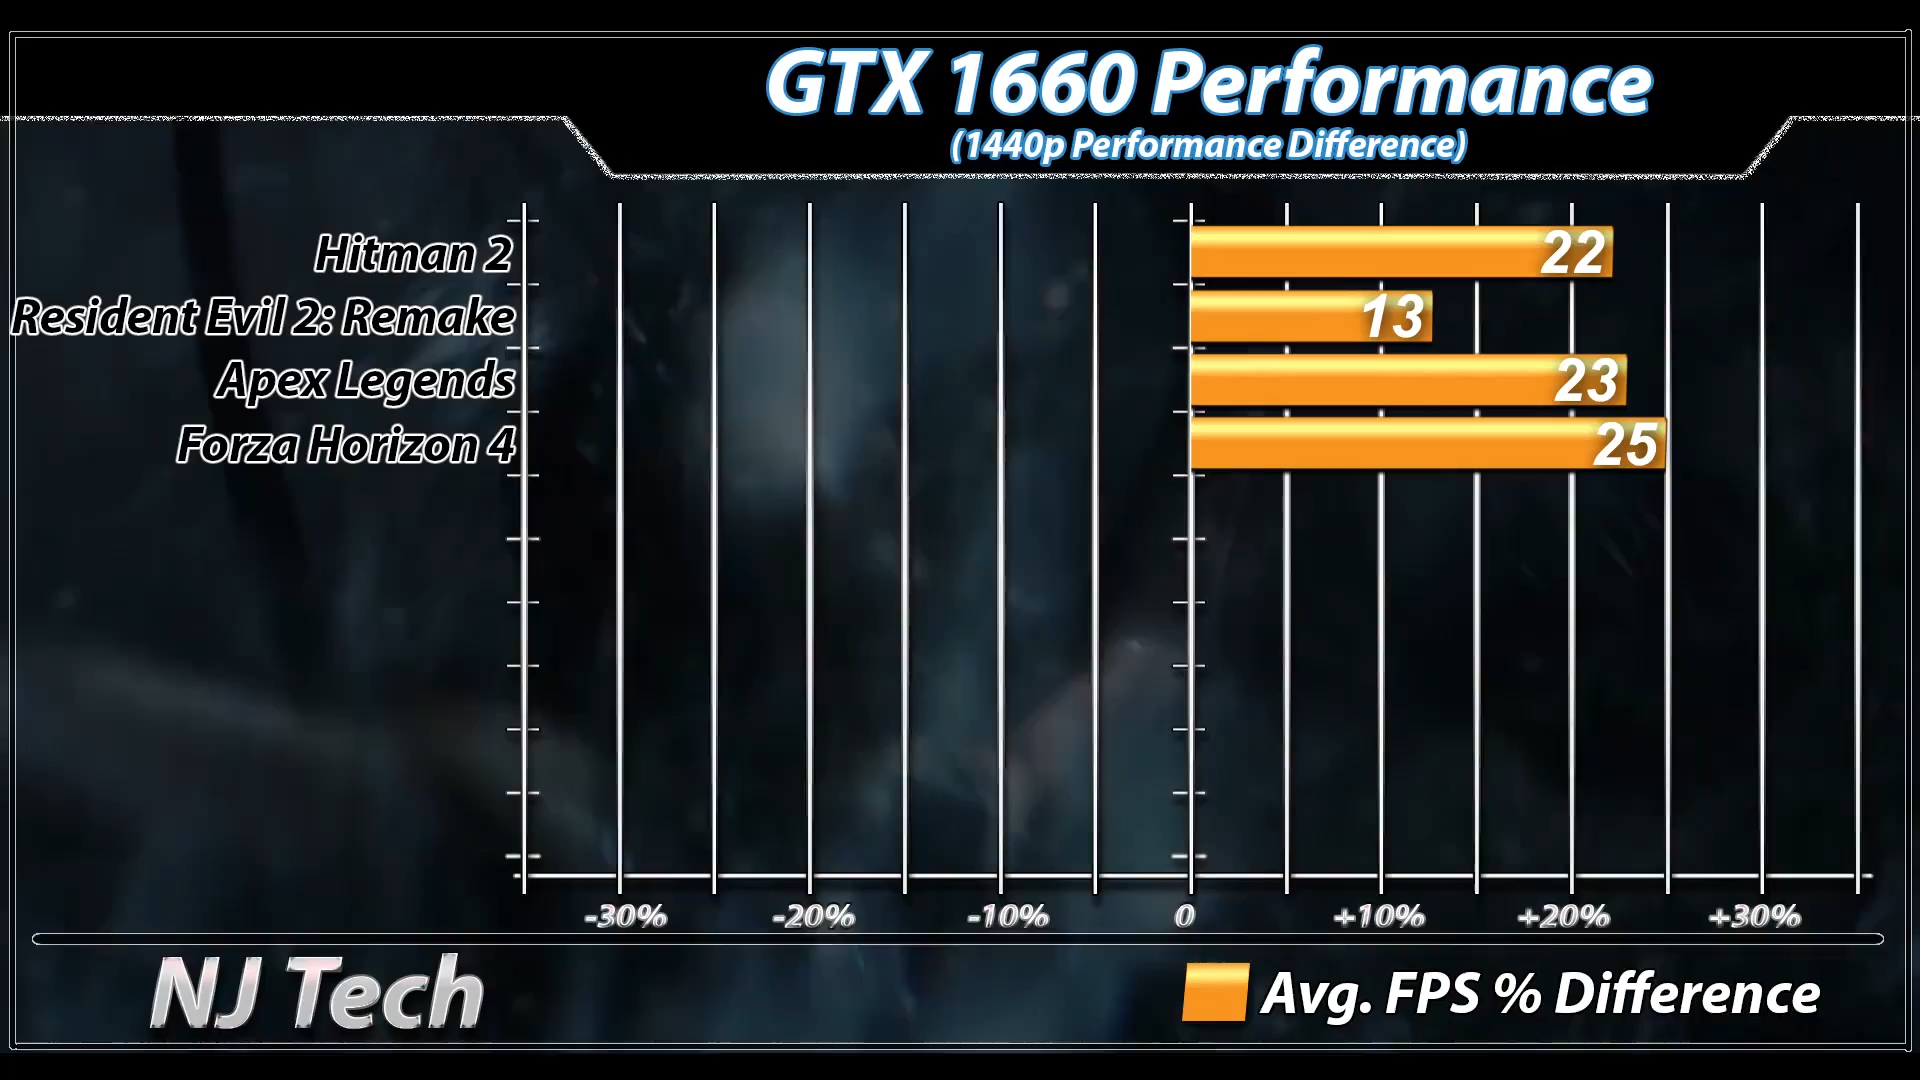 GTX 1660 Performance
(1440p Performance Difference)
Hitman 2
22
Resident Evil 2: Remake
13
Apex Legends
23
Forza Horizon 4
25
-30% -20% -10% 0 +10% +20% +30%
NJ Tech
Avg. FPS % Difference